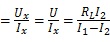 = U_x / I_x = U / I_x = R_L I_2 / I_1 - I_2